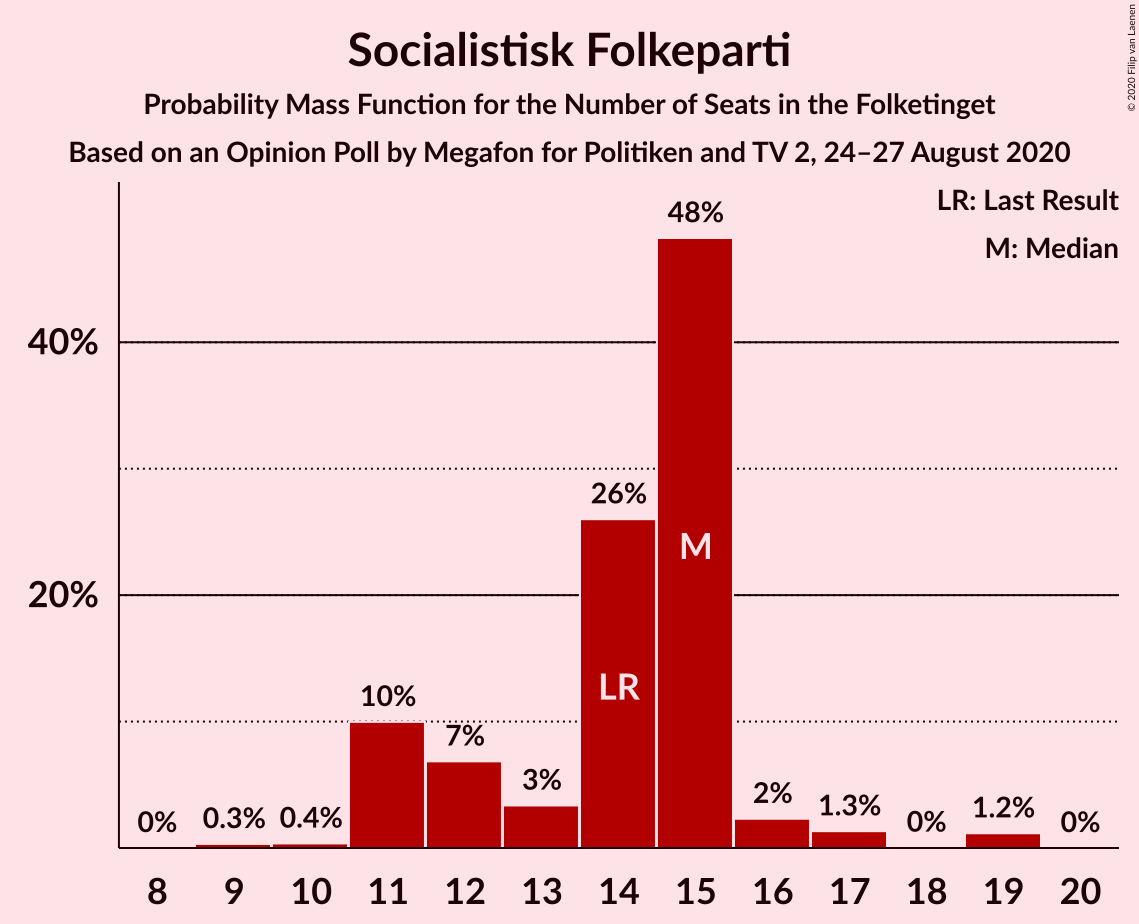 Socialistisk Folkeparti
Probability Mass Function for the Number of Seats in the Folketinget
Based on an Opinion Poll by Megafon for Politiken and TV 2, 24–27 August 2020
© 2020 Filip van Laenen
LR: Last Result
M: Median
48%
40%
26%
M
20%
LR
10%
7%
3%
0%
0.3%
0.4%
2%
1.3%
0%
1.2%
0%
8 9 10 11 12 13 14 15 16 17 18 19 20